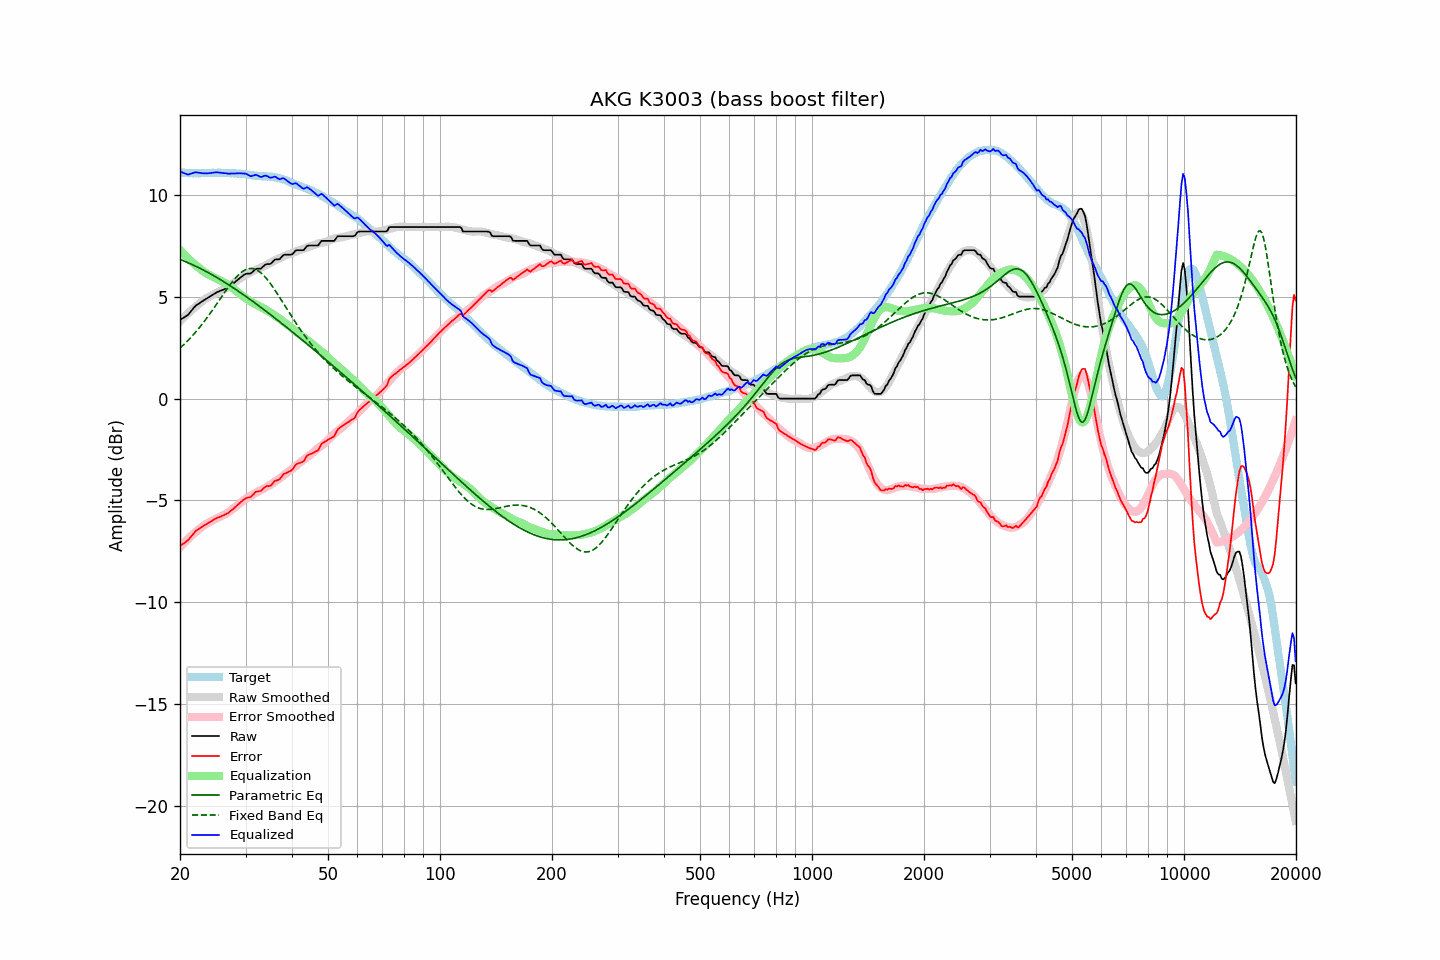 AKG K3003 (bass boost filter)
Amplitude (dBr)
10
5
0
−5
−10
−15
−20
Target
Raw Smoothed
Error Smoothed
Raw
Error
Equalization
Parametric Eq
Fixed Band Eq
Equalized
20 50 100 200 500 1000 2000 5000 10000 20000
Frequency (Hz)